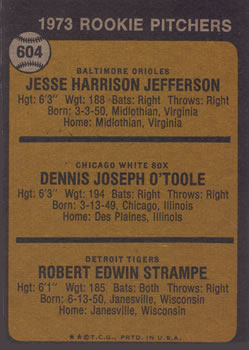 1973 ROOKIE PITCHERS
604
BALTIMORE ORIOLES
JESSE HARRISON JEFFERSON
Hgt: 6'3" Wgt: 188 Bats: Right Throws: Right
Born: 3-3-50, Midlothian, Virginia
Home: Midlothian, Virginia
CHICAGO WHITE SOX
DENNIS JOSEPH O'TOOLE
Hgt: 6'3" Wgt: 194 Bats: Right Throws: Right
Born: 3-13-49, Chicago, Illinois
Home: Des Plaines, Illinois
DETROIT TIGERS
ROBERT EDWIN STRAMPE
Hgt: 6'1" Wgt: 185 Bats: Both Throws: Right
Born: 6-13-50, Janesville, Wisconsin
Home: Janesville, Wisconsin
★★©T.C.G., PRTD. IN U.S.A.